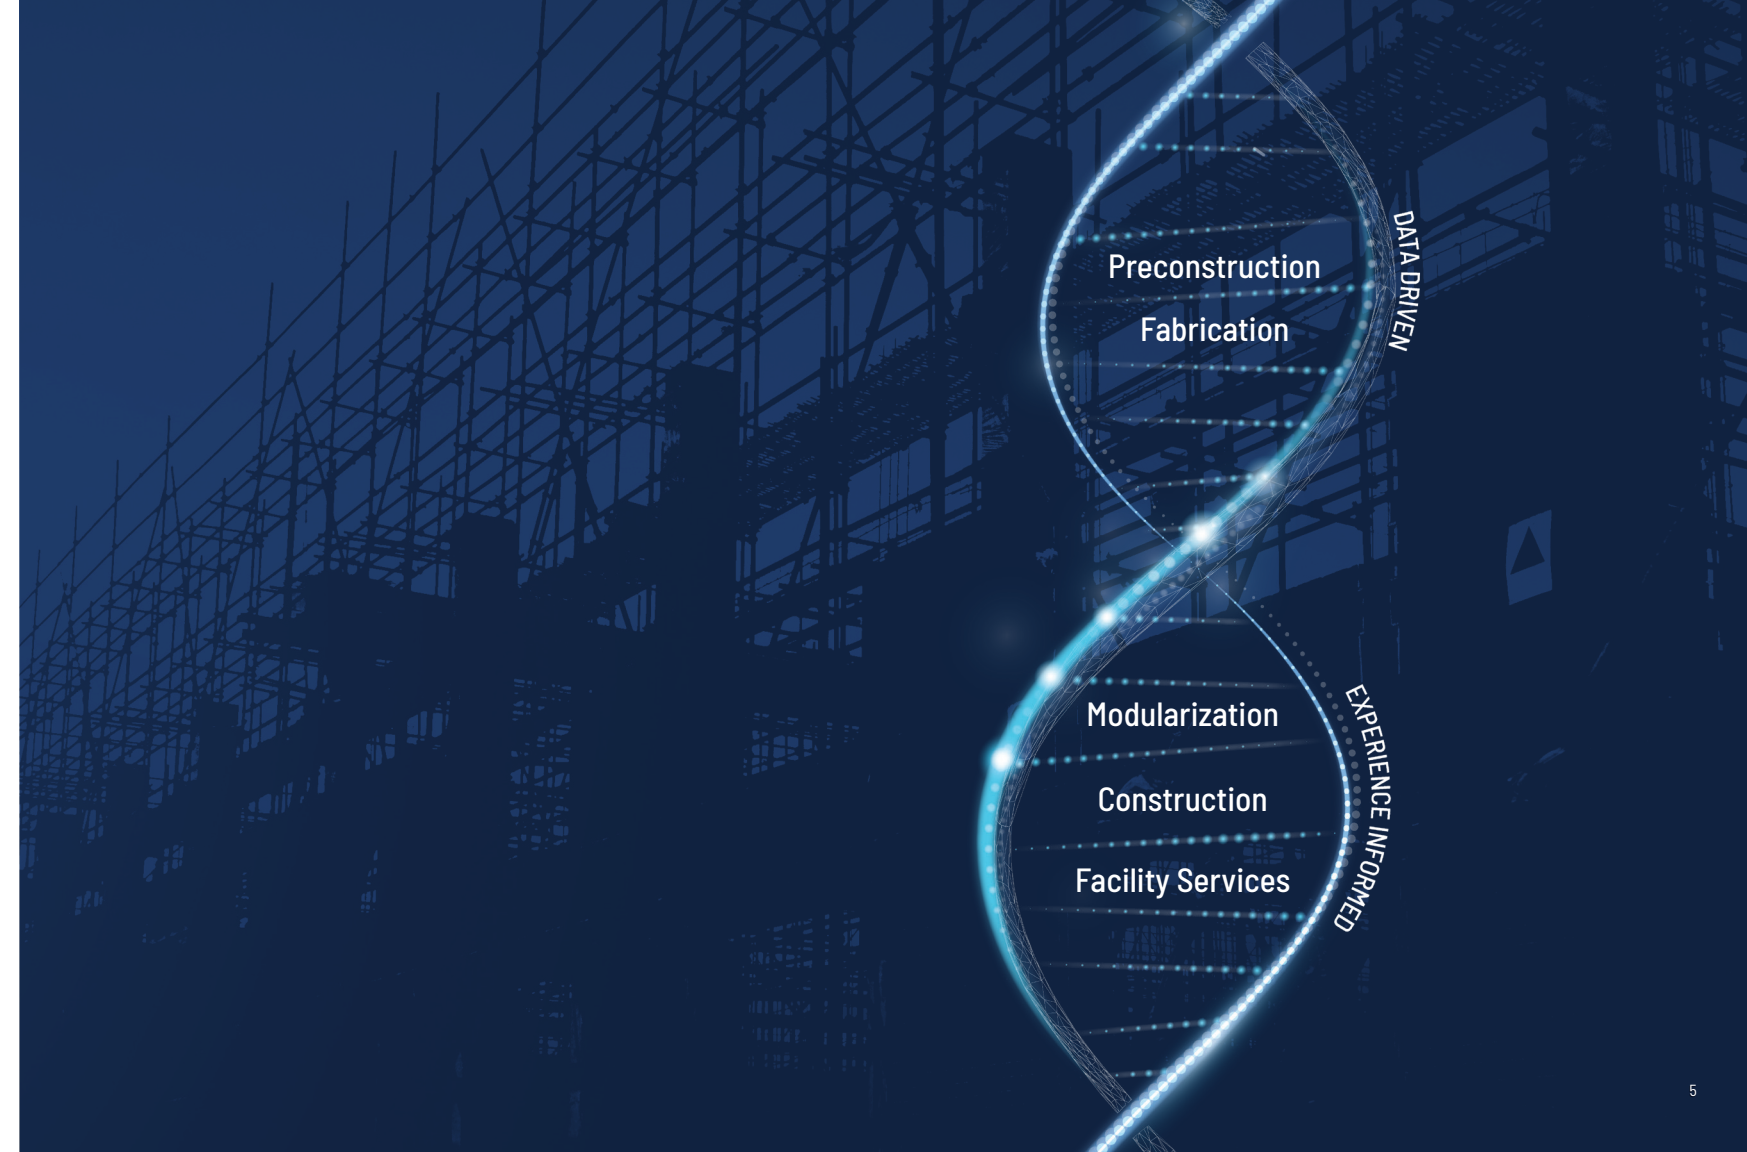 DATA DRIVEN
Preconstruction
Fabrication
EXPERIENCE INFORMED
Modularization
Construction
Facility Services
5